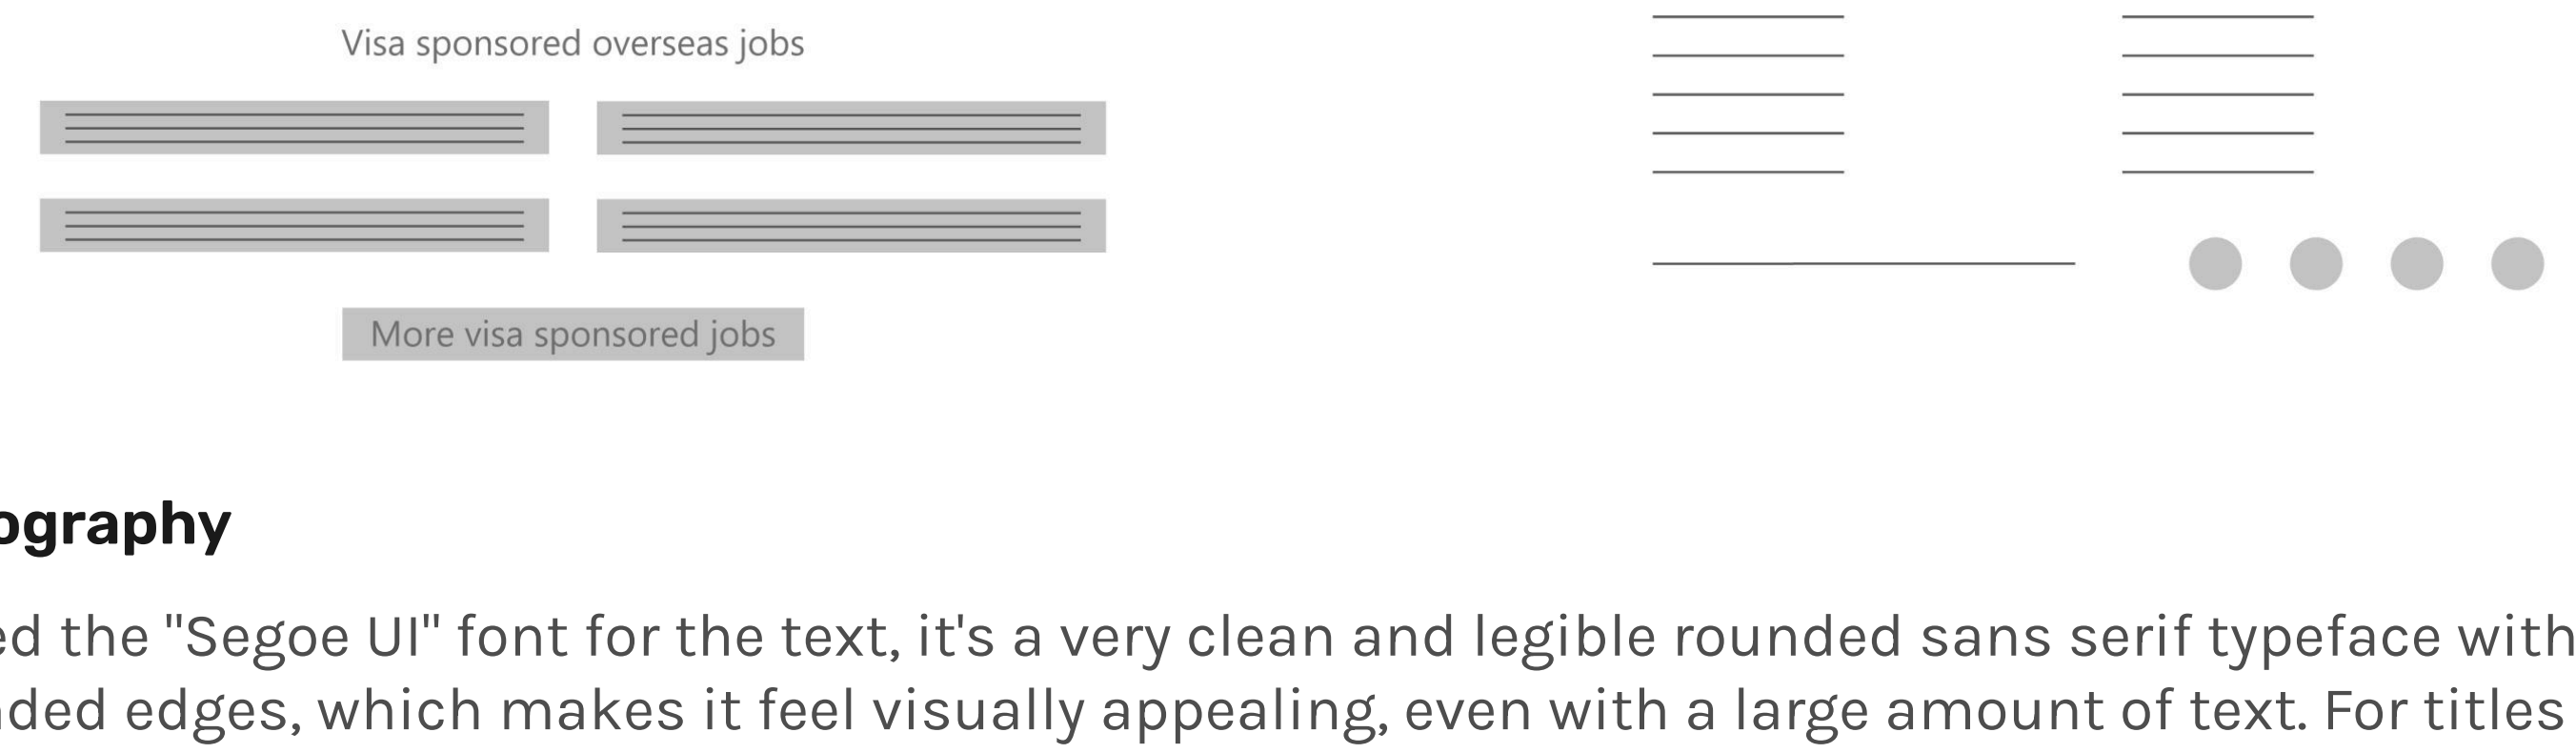 Visa sponsored overseas jobs
More visa sponsored jobs
ography
ed the "Segoe UI" font for the text, it's a very clean and legible rounded sans serif typeface with
ded edges, which makes it feel visually appealing, even with a large amount of text. For titles